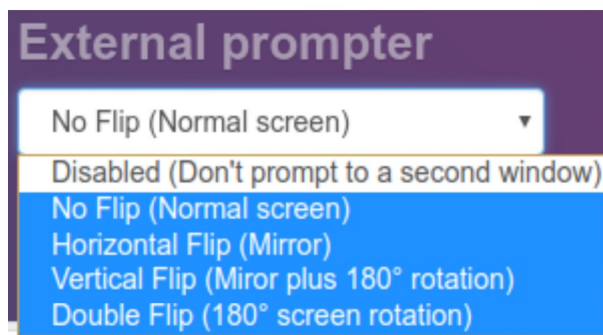 External prompter
No Flip (Normal screen)
Disabled (Don't prompt to a second window)
No Flip (Normal screen)
Horizontal Flip (Mirror)
Vertical Flip (Miror plus 180° rotation)
Double Flip (180° screen rotation)